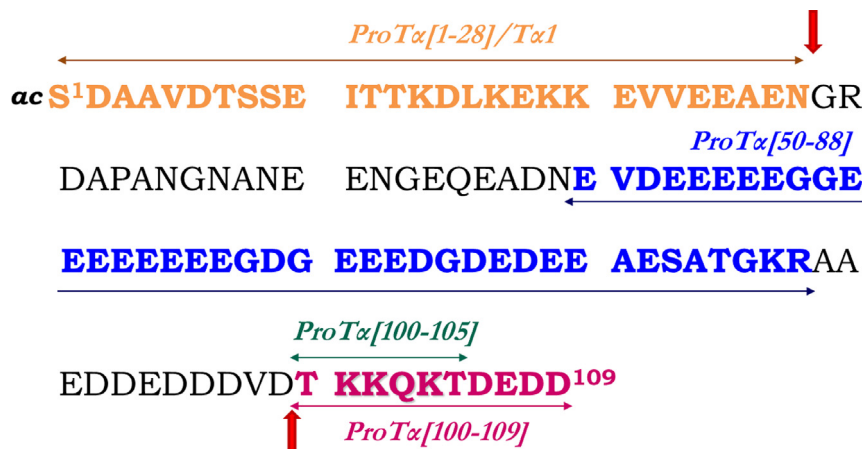 ProTα[1-28]/Tα1
ac S¹DAAVDTSSE ITTKDLKEKK EVVEEAENGR
ProTα[50-88]
DAPANGNANE ENGEQEADNE VDEEEEEEGGE
EEEEEEEGDG EEEDGDEDEE AESATGKRAA
ProTα[100-105]
EDDEDDDVDT KKQKTDEDD¹⁰⁹
ProTα[100-109]